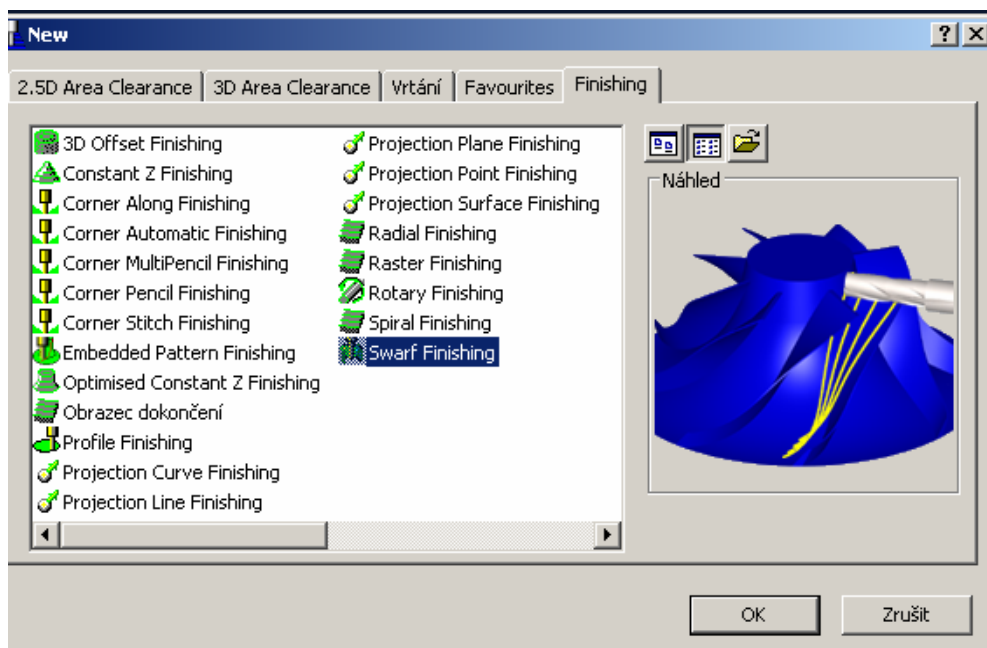 New
2.5D Area Clearance
3D Area Clearance
Vrtání
Favourites
Finishing
3D Offset Finishing
Constant Z Finishing
Corner Along Finishing
Corner Automatic Finishing
Corner MultiPencil Finishing
Corner Pencil Finishing
Corner Stitch Finishing
Embedded Pattern Finishing
Optimised Constant Z Finishing
Obrazec dokončení
Profile Finishing
Projection Curve Finishing
Projection Line Finishing
Projection Plane Finishing
Projection Point Finishing
Projection Surface Finishing
Radial Finishing
Raster Finishing
Rotary Finishing
Spiral Finishing
Swarf Finishing
Náhled
OK
Zrušit